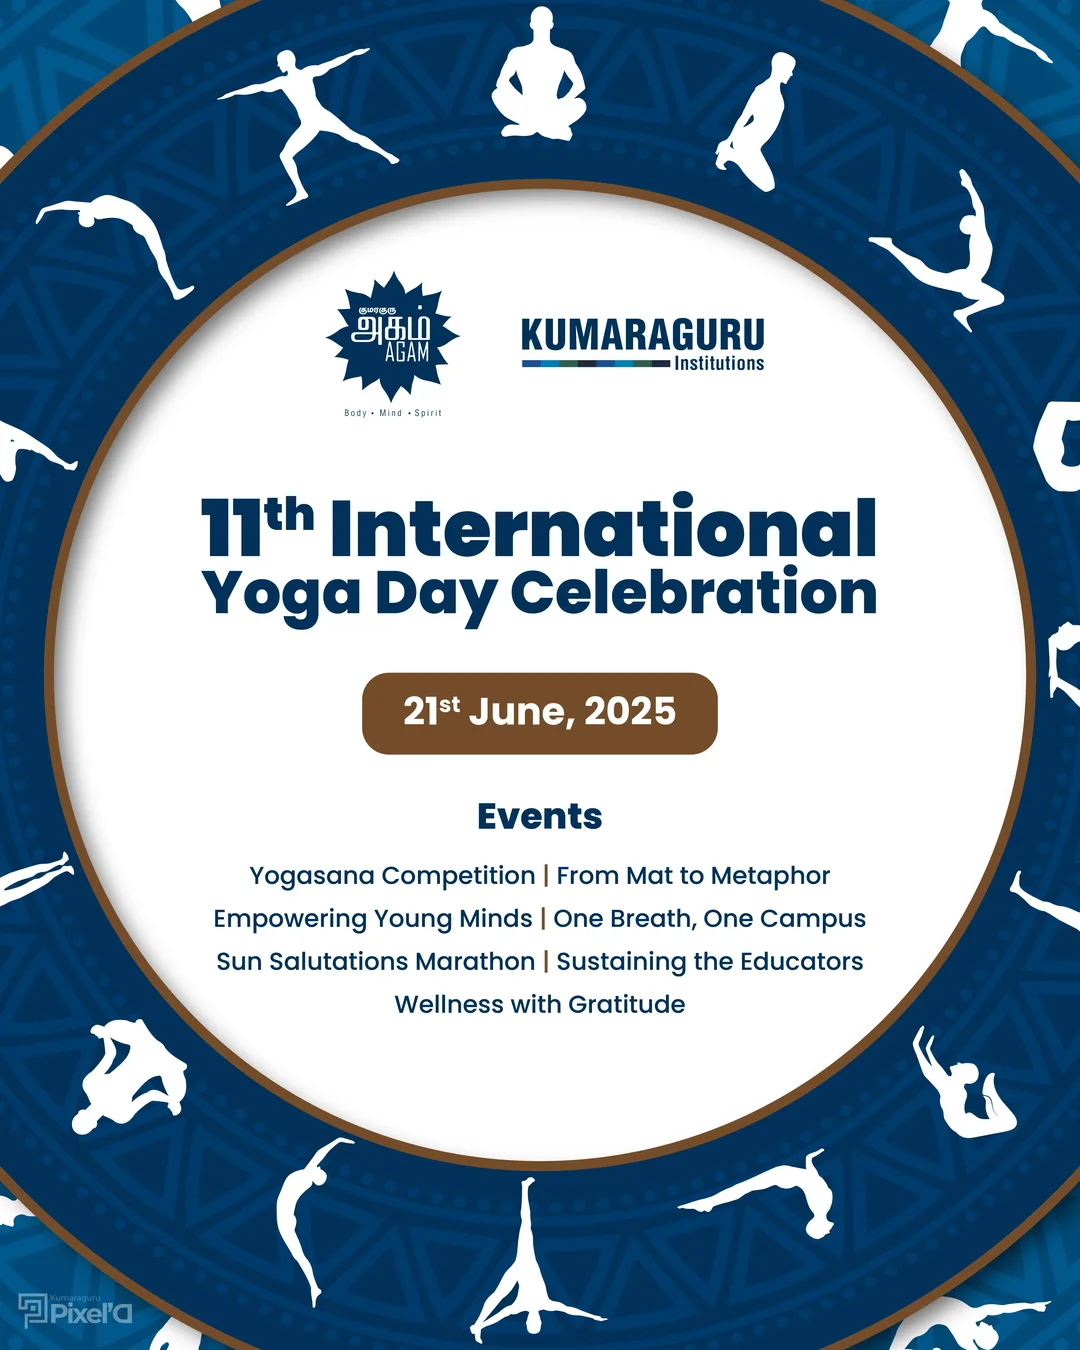 குமரகுரு
அகம்
AGAM
Body • Mind • Spirit
KUMARAGURU
Institutions
11th International
Yoga Day Celebration
21st June, 2025
Events
Yogasana Competition | From Mat to Metaphor
Empowering Young Minds | One Breath, One Campus
Sun Salutations Marathon | Sustaining the Educators
Wellness with Gratitude
Kumaraguru
Pixel'a